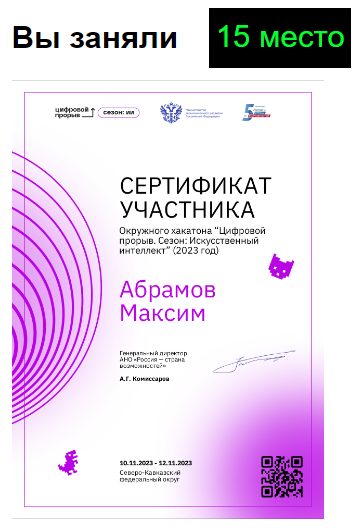 Вы заняли 15 место
цифровой
прорыв
сезон: ии
СЕРТИФИКАТ
УЧАСТНИКА
Окружного хакатона “Цифровой
прорыв. Сезон: Искусственный
интеллект” (2023 год)
Абрамов
Максим
Генеральный директор
АНО «Россия — страна
возможностей»
А.Г. Комиссаров
10.11.2023 - 12.11.2023
Северо-Кавказский
федеральный округ